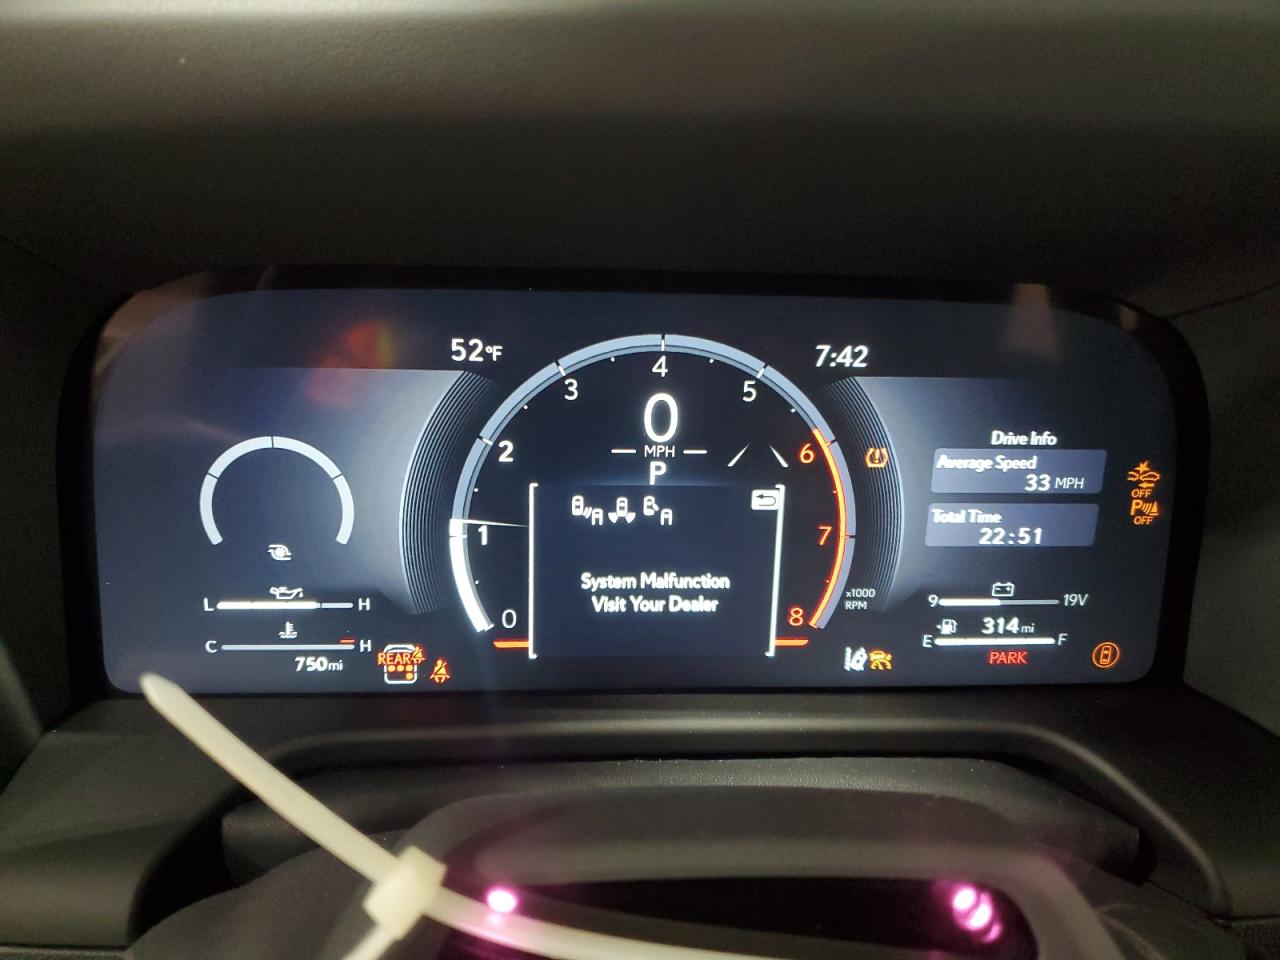 52°F
7:42
0 1 2 3 4 5 6 7 8
0
MPH
P
A A
System Malfunction
Visit Your Dealer
x1000
RPM
L H
C H
750 mi
REAR
Drive Info
Average Speed
33 MPH
Total Time
22:51
9 19V
314 mi
E F
PARK
OFF
P
OFF